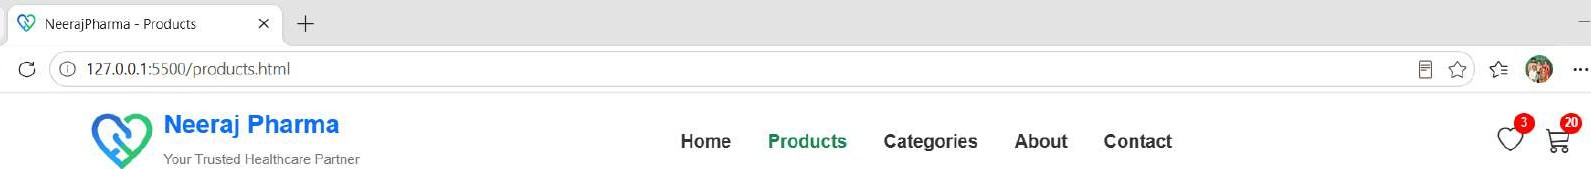 NeerajPharma - Products
127.0.0.1:5500/products.html
Neeraj Pharma
Your Trusted Healthcare Partner
Home Products Categories About Contact
3 20